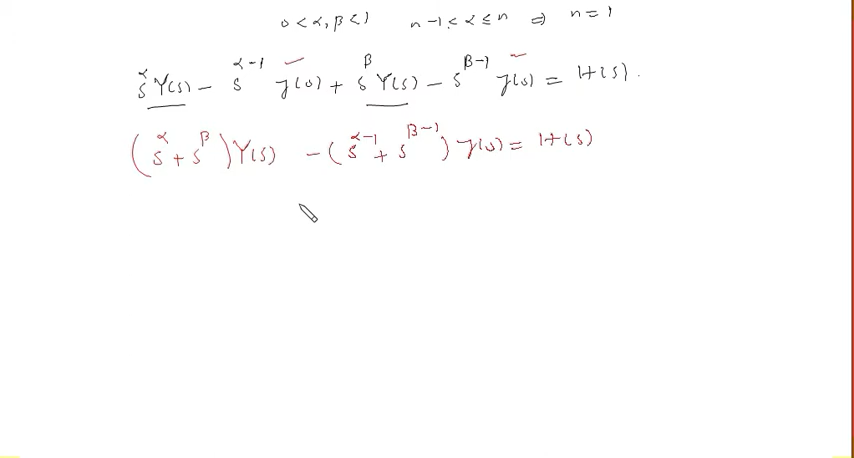 0 < α, β < 1 n-1 < α ≤ n ⇒ n = 1
s^α Y(s) - s^{α-1} y(0) + s^β Y(s) - s^{β-1} y(0) = H(s).
(s^α + s^β) Y(s) - (s^{α-1} + s^{β-1}) y(0) = H(s)